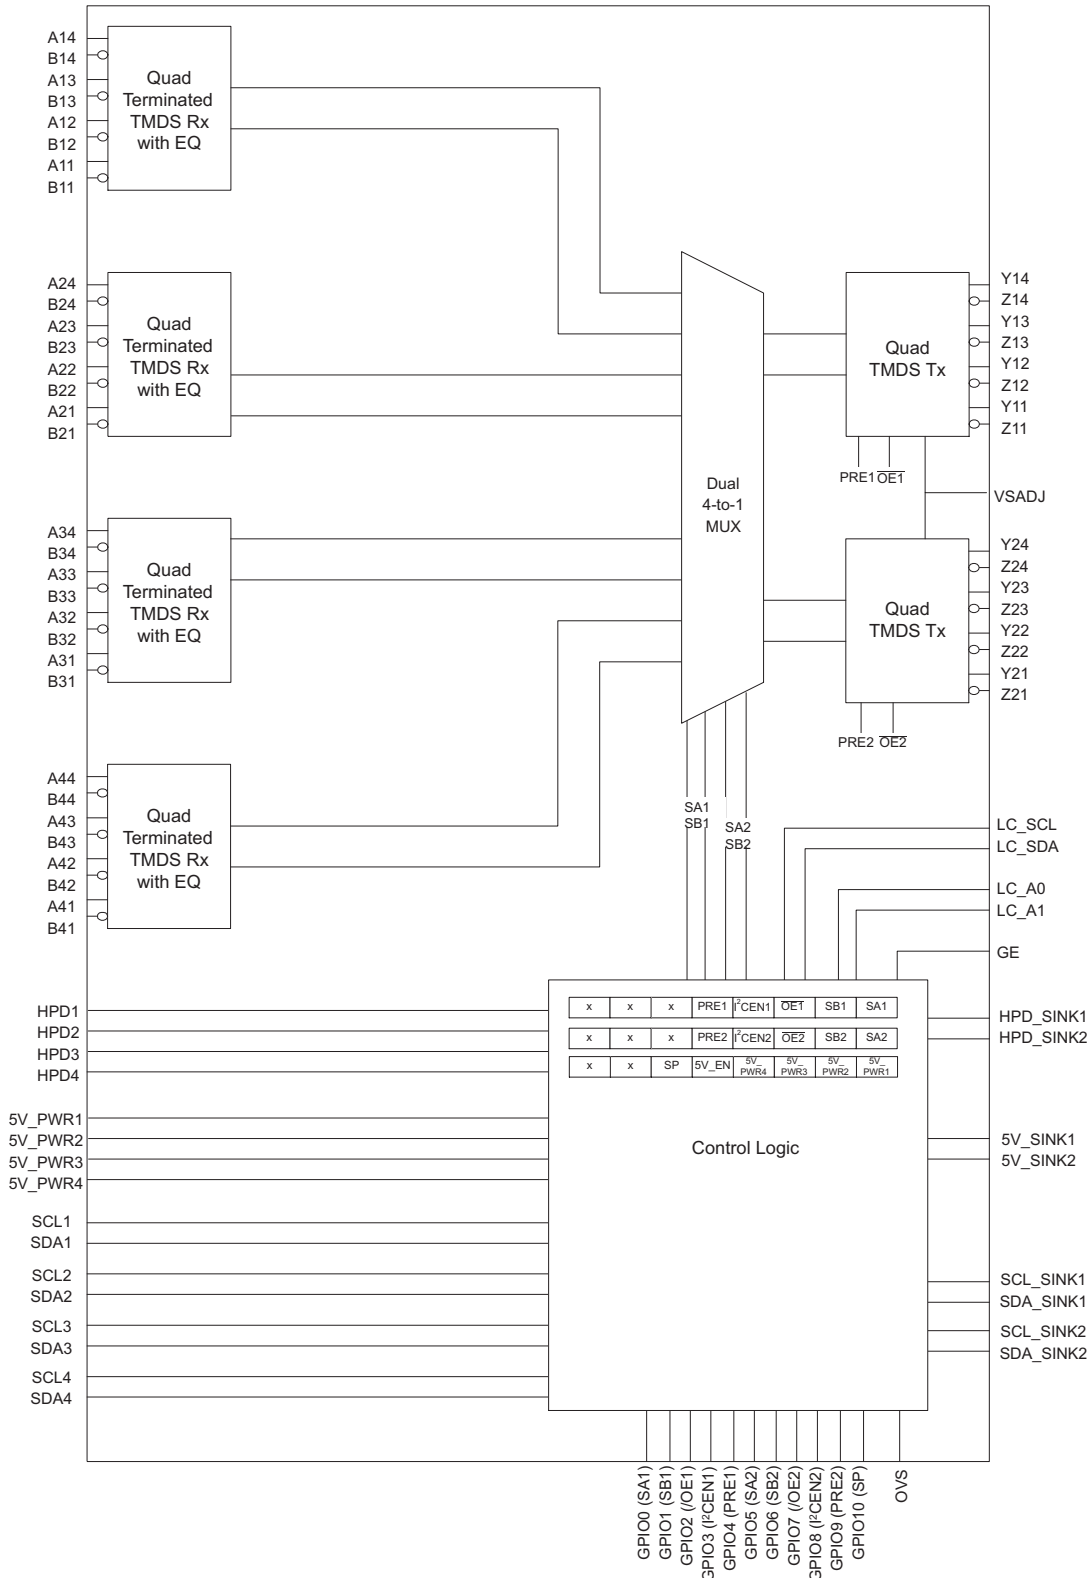 A14
B14
A13
B13
A12
B12
A11
B11
Quad
Terminated
TMDS Rx
with EQ
A24
B24
A23
B23
A22
B22
A21
B21
Quad
Terminated
TMDS Rx
with EQ
A34
B34
A33
B33
A32
B32
A31
B31
Quad
Terminated
TMDS Rx
with EQ
A44
B44
A43
B43
A42
B42
A41
B41
Quad
Terminated
TMDS Rx
with EQ
Dual
4-to-1
MUX
Quad
TMDS Tx
Y14
Z14
Y13
Z13
Y12
Z12
Y11
Z11
PRE1 OE1
VSADJ
Quad
TMDS Tx
Y24
Z24
Y23
Z23
Y22
Z22
Y21
Z21
PRE2 OE2
SA1
SB1
SA2
SB2
LC_SCL
LC_SDA
LC_A0
LC_A1
GE
x x x PRE1 I²CEN1 OE1 SB1 SA1
x x x PRE2 I²CEN2 OE2 SB2 SA2
x x SP 5V_EN 5V_PWR4 5V_PWR3 5V_PWR2 5V_PWR1
Control Logic
HPD1
HPD2
HPD3
HPD4
5V_PWR1
5V_PWR2
5V_PWR3
5V_PWR4
SCL1
SDA1
SCL2
SDA2
SCL3
SDA3
SCL4
SDA4
HPD_SINK1
HPD_SINK2
5V_SINK1
5V_SINK2
SCL_SINK1
SDA_SINK1
SCL_SINK2
SDA_SINK2
GPIO0 (SA1)
GPIO1 (SB1)
GPIO2 (/OE1)
GPIO3 (I²CEN1)
GPIO4 (PRE1)
GPIO5 (SA2)
GPIO6 (SB2)
GPIO7 (/OE2)
GPIO8 (I²CEN2)
GPIO9 (PRE2)
GPIO10 (SP)
OVS